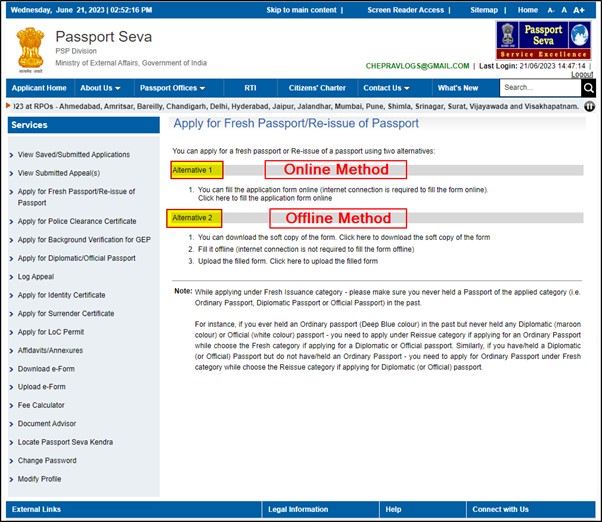 Wednesday, June 21, 2023 | 02:52:16 PM
Skip to main content |
Screen Reader Access |
Sitemap |
Home
A- A A+
Passport Seva
PSP Division
Ministry of External Affairs, Government of India
Passport
Seva
Service Excellence
CHEPRAVLOGS@GMAIL.COM | Last Login: 21/06/2023 14:47:14 |
Logout
Applicant Home
About Us
Passport Offices
RTI
Citizens' Charter
Contact Us
What's New
Search...
023 at RPOs - Ahmedabad, Amritsar, Bareilly, Chandigarh, Delhi, Hyderabad, Jaipur, Jalandhar, Mumbai, Pune, Shimla, Srinagar, Surat, Vijayawada and Visakhapatnam.
Services
View Saved/Submitted Applications
View Submitted Appeal(s)
Apply for Fresh Passport/Re-issue of
Passport
Apply for Police Clearance Certificate
Apply for Background Verification for GEP
Apply for Diplomatic/Official Passport
Log Appeal
Apply for Identity Certificate
Apply for Surrender Certificate
Apply for LoC Permit
Affidavits/Annexures
Download e-Form
Upload e-Form
Fee Calculator
Document Advisor
Locate Passport Seva Kendra
Change Password
Modify Profile
Apply for Fresh Passport/Re-issue of Passport
You can apply for a fresh passport or Re-issue of a passport using two alternatives:
Alternative 1
Online Method
1. You can fill the application form online (internet connection is required to fill the form online).
Click here to fill the application form online
Alternative 2
Offline Method
1. You can download the soft copy of the form. Click here to download the soft copy of the form
2. Fill it offline (internet connection is not required to fill the form offline)
3. Upload the filled form. Click here to upload the filled form
Note: While applying under Fresh Issuance category - please make sure you never held a Passport of the applied category (i.e.
Ordinary Passport, Diplomatic Passport or Official Passport) in the past.
For instance, if you ever held an Ordinary passport (Deep Blue colour) in the past but never held any Diplomatic (maroon
colour) or Official (white colour) passport - you need to apply under Reissue category if applying for an Ordinary Passport
while choose the Fresh category if applying for a Diplomatic or Official passport. Similarly, if you have/held a Diplomatic
(or Official) Passport but do not have/held an Ordinary Passport - you need to apply for Ordinary Passport under Fresh
category while choose the Reissue category if applying for Diplomatic (or Official) passport.
External Links
Legal Information
Help
Connect with Us